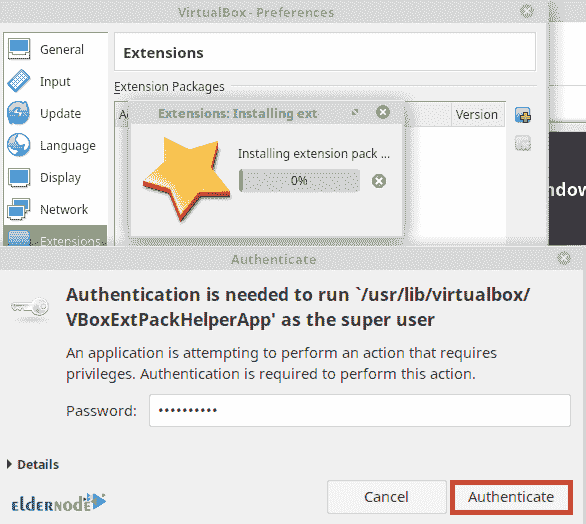 VirtualBox - Preferences
General
Input
Update
Language
Display
Network
Extensions
Extensions
Extension Packages
Version
Extensions: Installing ext
Installing extension pack ...
0%
Authenticate
Authentication is needed to run `/usr/lib/virtualbox/
VBoxExtPackHelperApp' as the super user
An application is attempting to perform an action that requires
privileges. Authentication is required to perform this action.
Password: ••••••••••
Details
ELDERNODE
Cancel
Authenticate